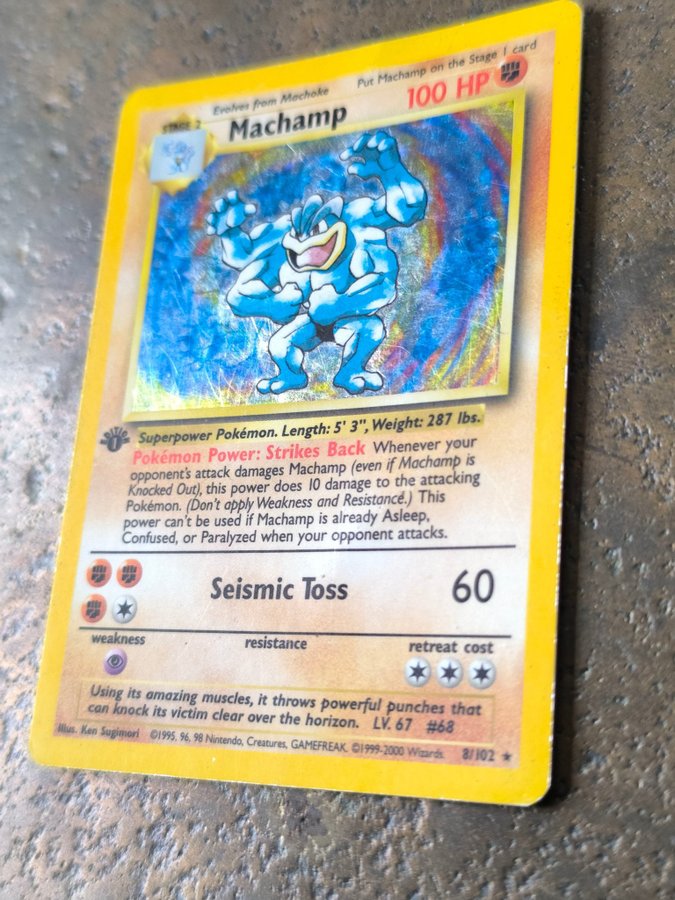 Evolves from Machoke
Put Machamp on the Stage 1 card
STAGE 2
Machamp
100 HP
EDITION
1
Superpower Pokémon. Length: 5' 3", Weight: 287 lbs.
Pokémon Power: Strikes Back Whenever your
opponent's attack damages Machamp (even if Machamp is
Knocked Out), this power does 10 damage to the attacking
Pokémon. (Don't apply Weakness and Resistance.) This
power can't be used if Machamp is already Asleep,
Confused, or Paralyzed when your opponent attacks.
Seismic Toss
60
weakness
resistance
retreat cost
Using its amazing muscles, it throws powerful punches that
can knock its victim clear over the horizon. LV. 67 #68
Illus. Ken Sugimori ©1995, 96, 98 Nintendo, Creatures, GAMEFREAK. ©1999-2000 Wizards. 8/102 ★